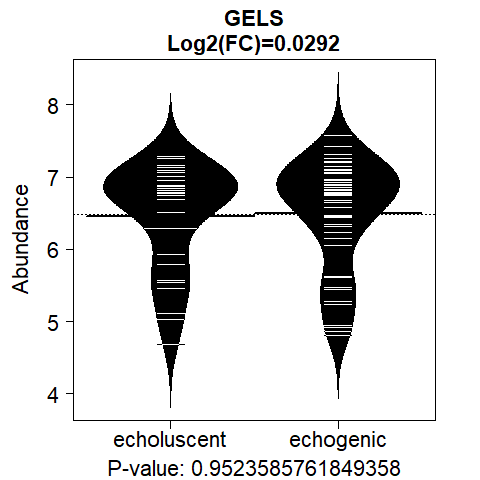 GELS
Log2(FC)=0.0292
8
7
6
5
4
Abundance
echoluscent echogenic
P-value: 0.9523585761849358